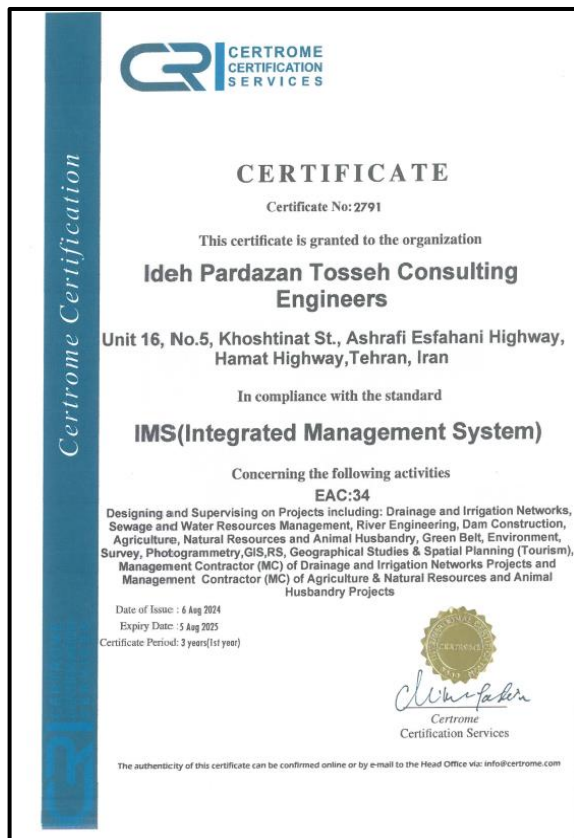 CERTROME
CERTIFICATION
SERVICES
Certrome Certification
CERTIFICATE
Certificate No: 2791
This certificate is granted to the organization
Ideh Pardazan Tosseh Consulting
Engineers
Unit 16, No.5, Khoshtinat St., Ashrafi Esfahani Highway,
Hamat Highway,Tehran, Iran
In compliance with the standard
IMS(Integrated Management System)
Concerning the following activities
EAC:34
Designing and Supervising on Projects including: Drainage and Irrigation Networks,
Sewage and Water Resources Management, River Engineering, Dam Construction,
Agriculture, Natural Resources and Animal Husbandry, Green Belt, Environment,
Survey, Photogrammetry,GIS,RS, Geographical Studies & Spatial Planning (Tourism),
Management Contractor (MC) of Drainage and Irrigation Networks Projects and
Management Contractor (MC) of Agriculture & Natural Resources and Animal
Husbandry Projects
Date of Issue : 6 Aug 2024
Expiry Date : 5 Aug 2025
Certificate Period: 3 years(1st year)
CERTROME
Certrome
Certification Services
The authenticity of this certificate can be confirmed online or by e-mail to the Head Office via: info@certrome.com